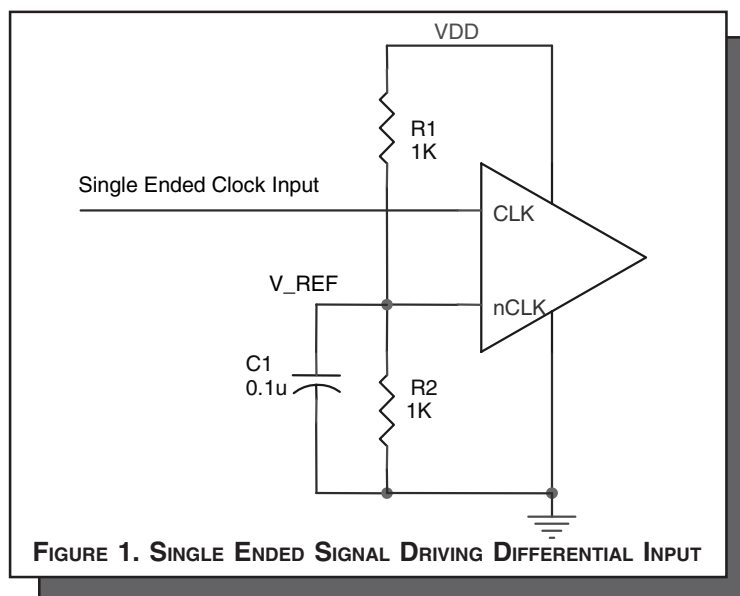 VDD
R1
1K
Single Ended Clock Input
CLK
V_REF
nCLK
C1
0.1u
R2
1K
FIGURE 1. SINGLE ENDED SIGNAL DRIVING DIFFERENTIAL INPUT